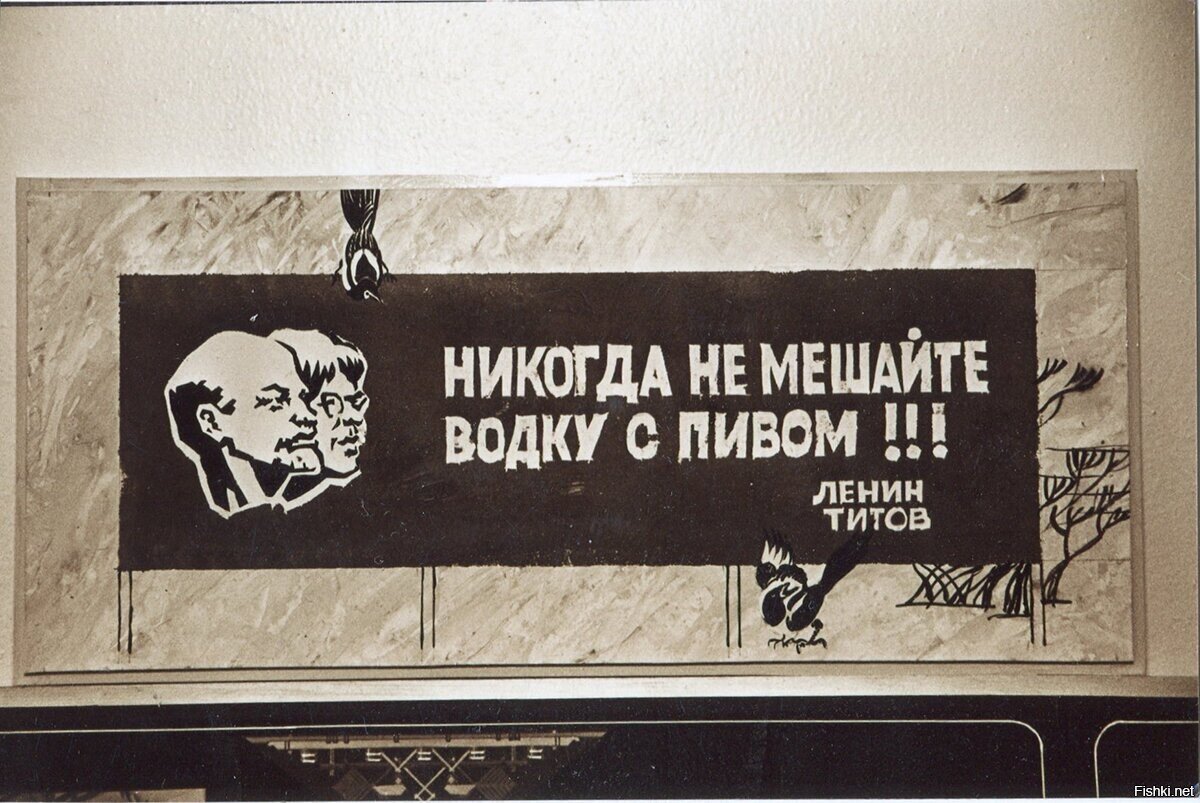 НИКОГДА НЕ МЕШАЙТЕ
ВОДКУ С ПИВОМ !!!
ЛЕНИН
ТИТОВ
Fishki.net